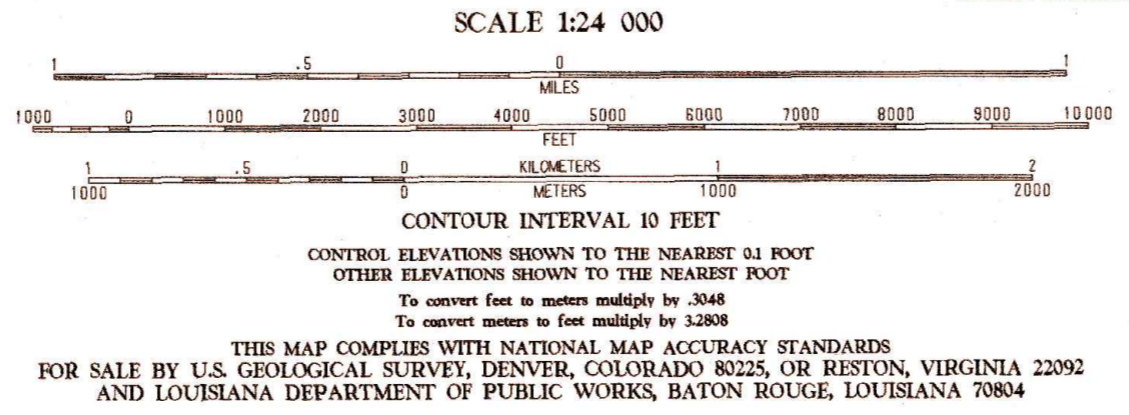 SCALE 1:24 000
1 .5 0 1
MILES
1000 0 1000 2000 3000 4000 5000 6000 7000 8000 9000 10000
FEET
1 .5 0 KILOMETERS 1 2
1000 0 METERS 1000 2000
CONTOUR INTERVAL 10 FEET
CONTROL ELEVATIONS SHOWN TO THE NEAREST 0.1 FOOT
OTHER ELEVATIONS SHOWN TO THE NEAREST FOOT
To convert feet to meters multiply by .3048
To convert meters to feet multiply by 3.2808
THIS MAP COMPLIES WITH NATIONAL MAP ACCURACY STANDARDS
FOR SALE BY U.S. GEOLOGICAL SURVEY, DENVER, COLORADO 80225, OR RESTON, VIRGINIA 22092
AND LOUISIANA DEPARTMENT OF PUBLIC WORKS, BATON ROUGE, LOUISIANA 70804